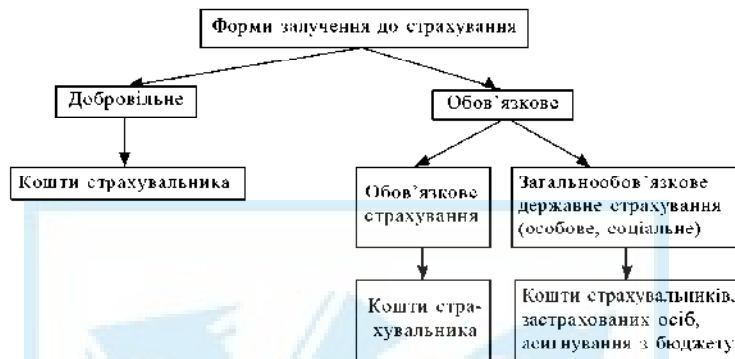 Форми залучення до страхування
Добровільне
Обов’язкове
Кошти страхувальника
Обов’язкове
страхування
Загальнообов’язкове
державне страхування
(особове, соціальне)
Кошти стра-
хувальника
Кошти страхувальників,
застрахованих осіб,
асигнування з бюджету